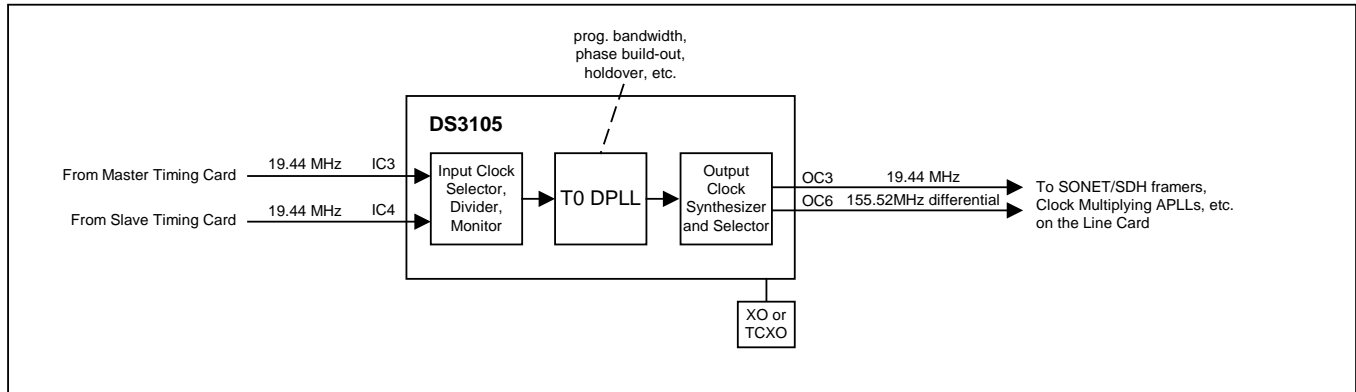 prog. bandwidth,
phase build-out,
holdover, etc.
DS3105
From Master Timing Card
19.44 MHz
IC3
From Slave Timing Card
19.44 MHz
IC4
Input Clock
Selector,
Divider,
Monitor
T0 DPLL
Output
Clock
Synthesizer
and Selector
OC3
19.44 MHz
OC6
155.52MHz differential
To SONET/SDH framers,
Clock Multiplying APLLs, etc.
on the Line Card
XO or
TCXO